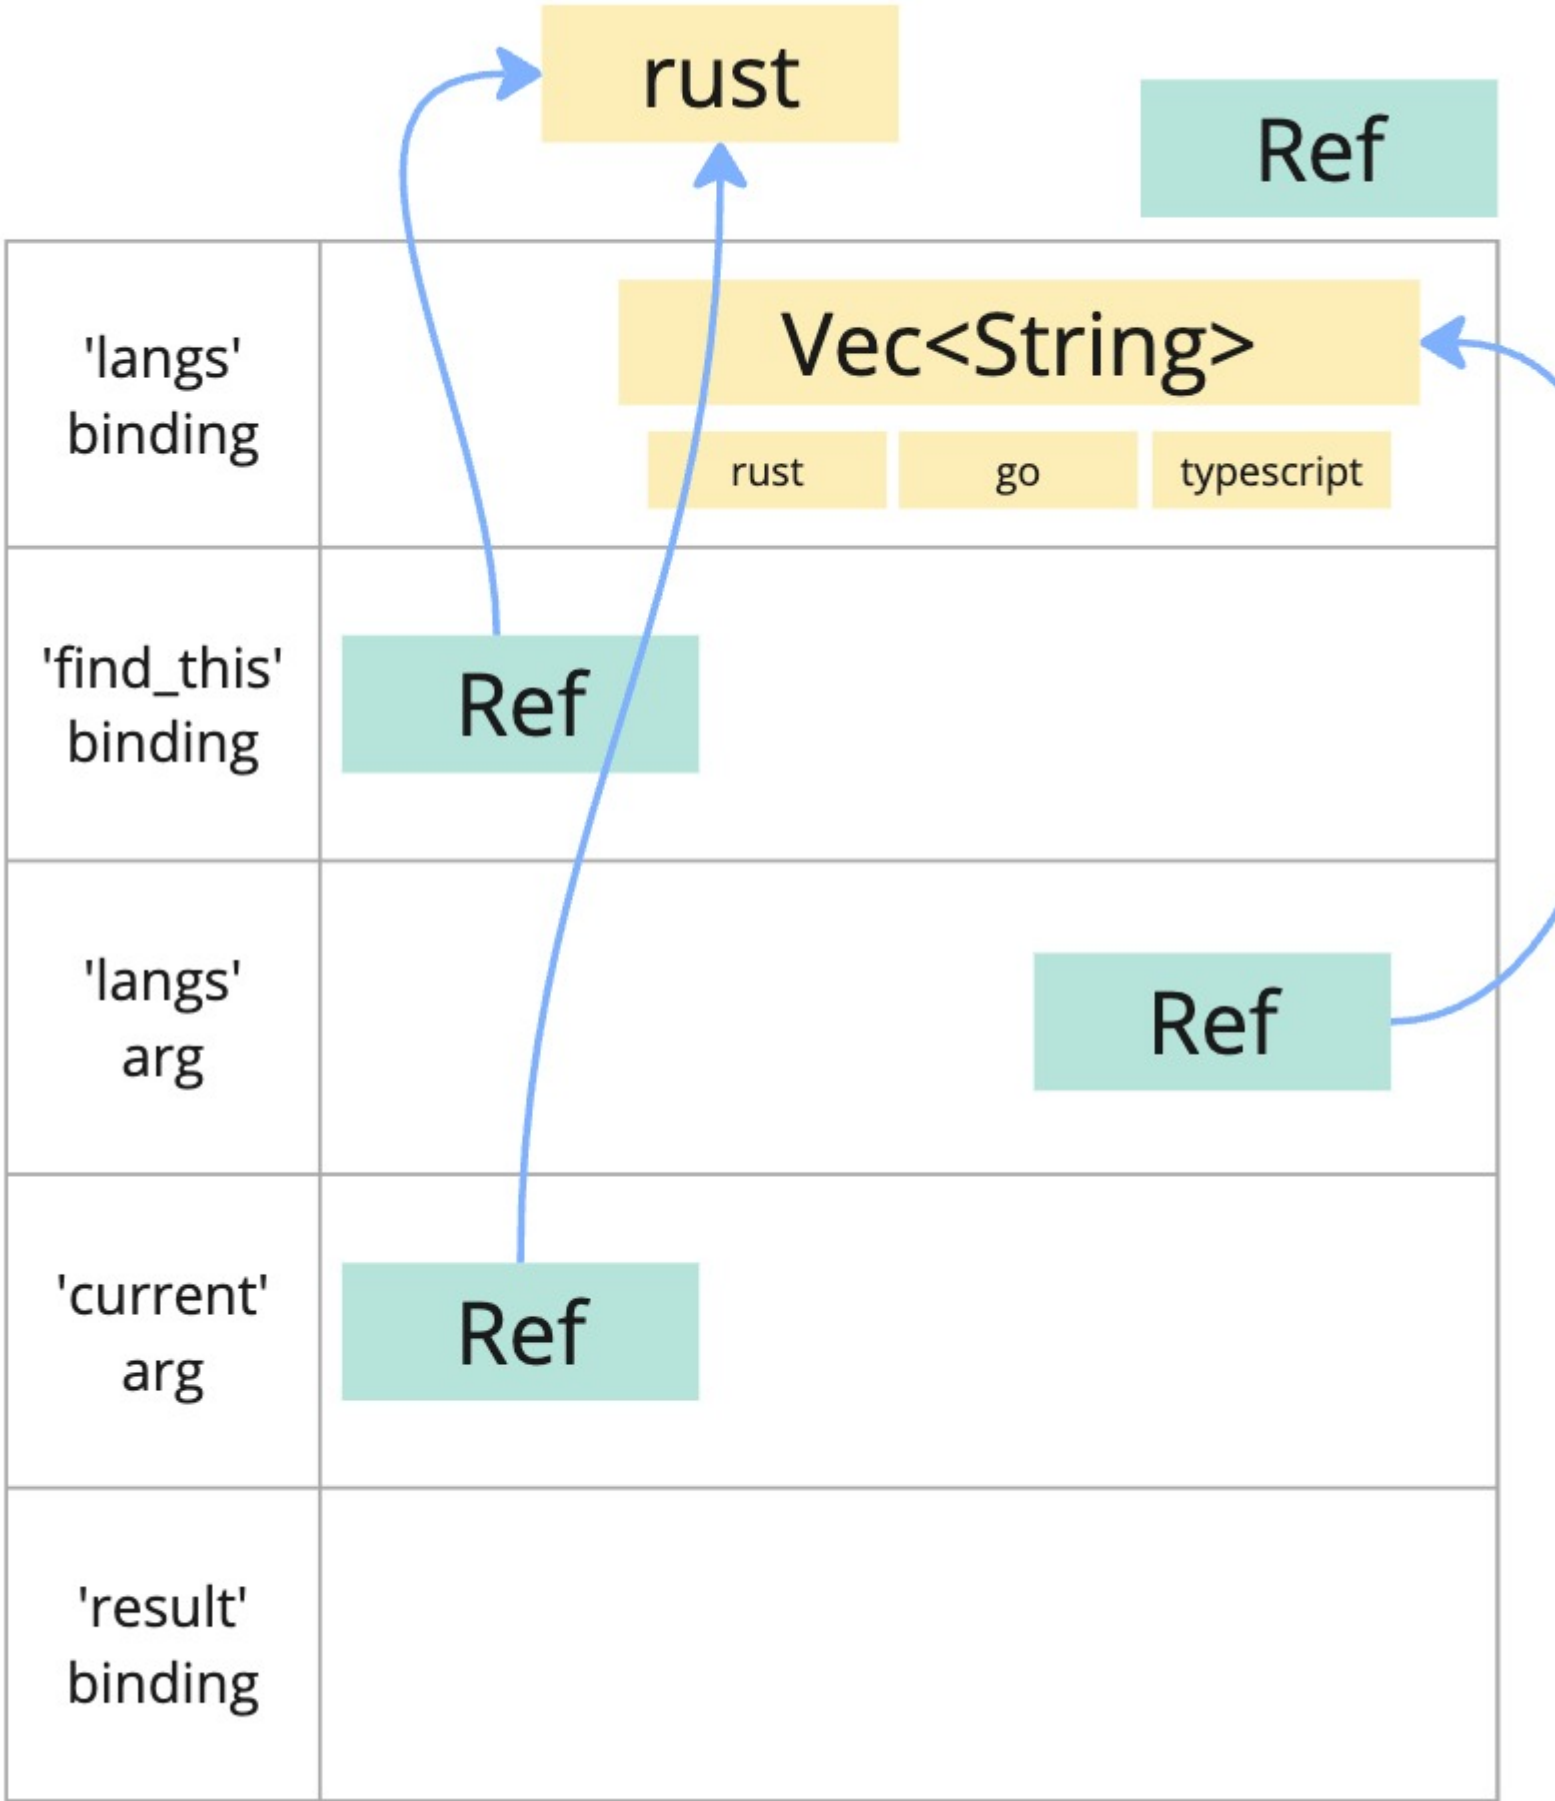 rust
Ref
'langs'
binding
Vec<String>
rust go typescript
'find_this'
binding
Ref
'langs'
arg
Ref
'current'
arg
Ref
'result'
binding